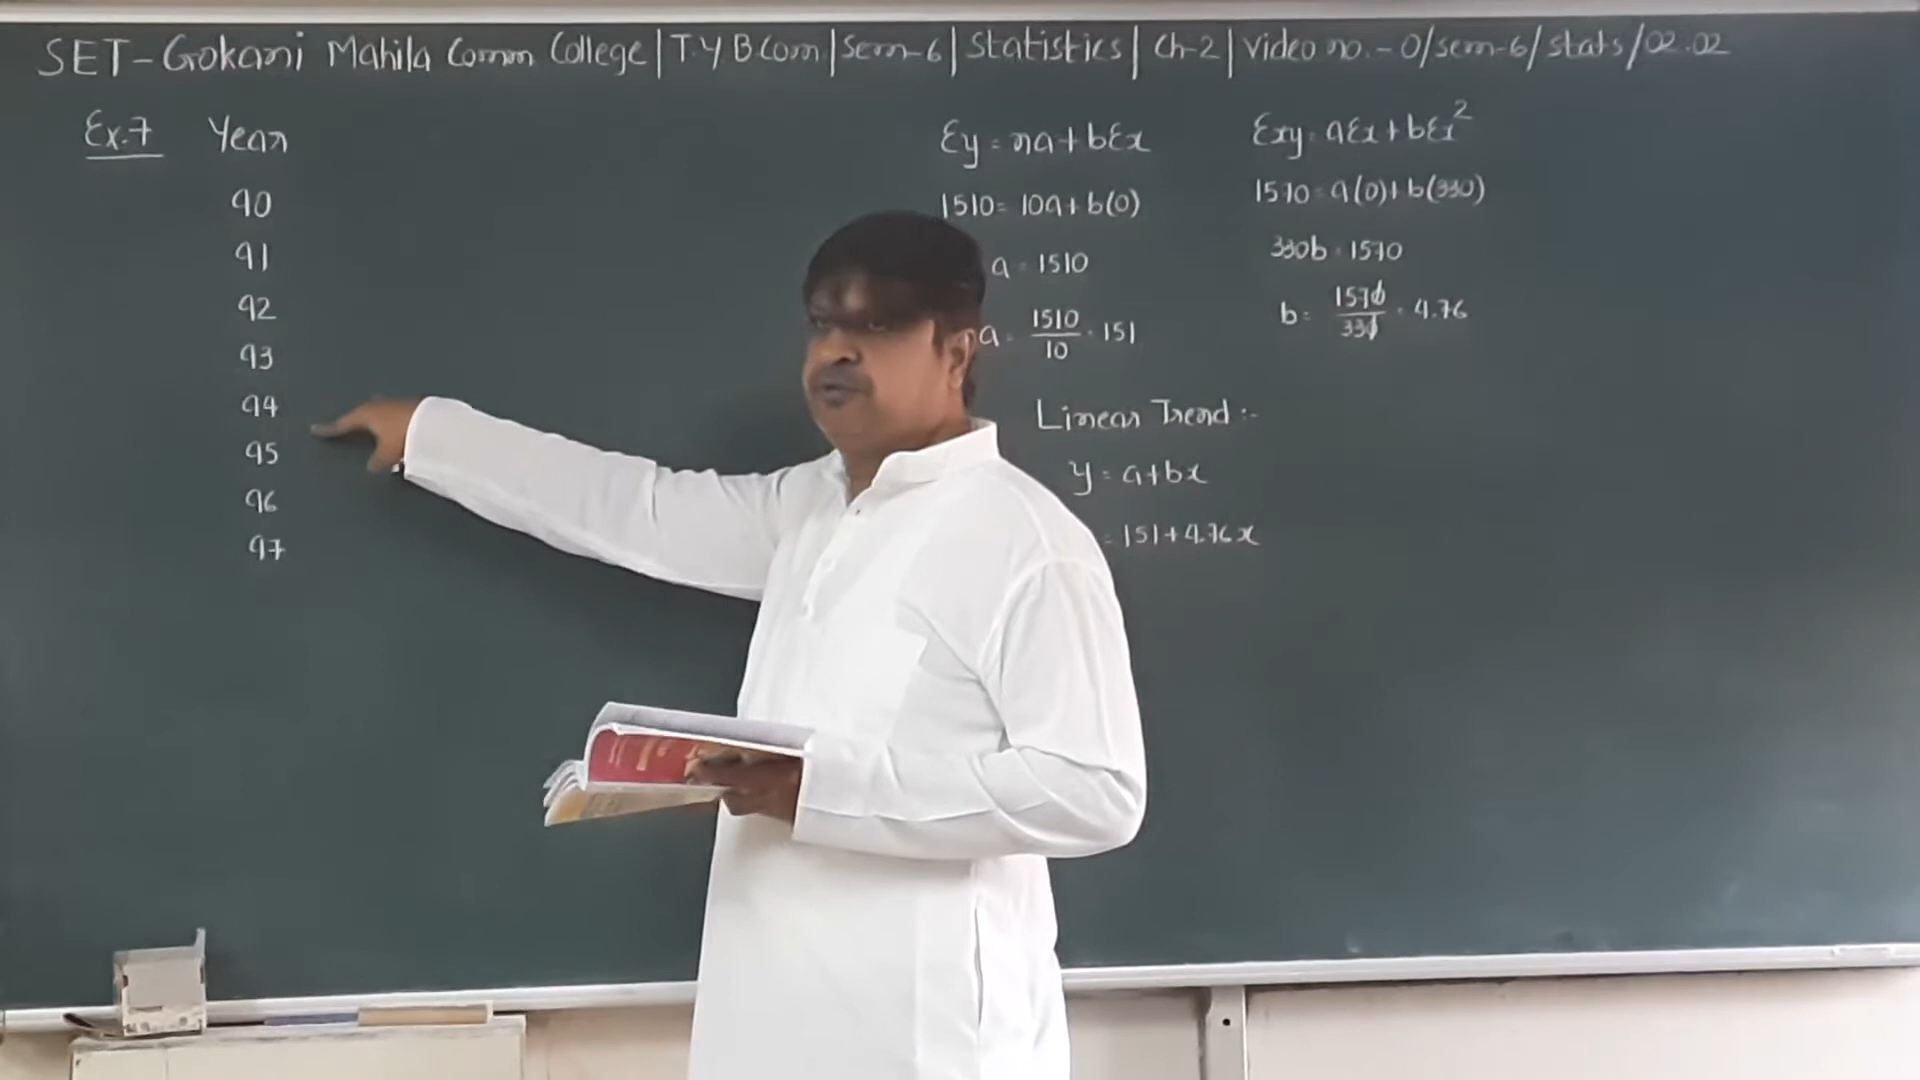 SET-Gokani Mahila Comm College | T.Y B.Com | Sem-6 | Statistics | Ch-2 | Video no.-0/sem-6/stats/02.02
Ex.7 Year
90
91
92
93
94
95
96
97
Σy = na + bΣx
1510 = 10a + b(0)
a = 1510
a = 1510/10 = 151
Linear Trend :-
y = a+bx
= 151+4.76x
Σxy = aΣx + bΣx²
1570 = a(0) + b(330)
330b = 1570
b = 1570/330 = 4.76